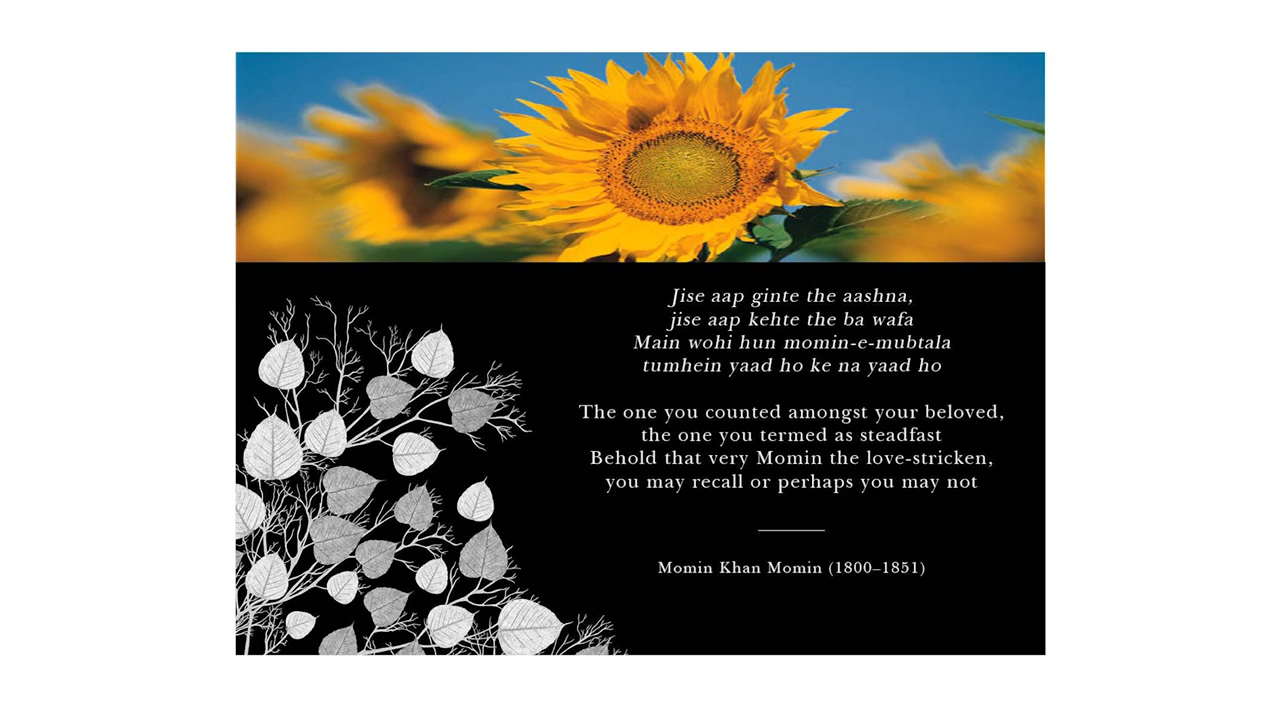 Jise aap ginte the aashna,
jise aap kehte the ba wafa
Main wohi hun momin-e-mubtala
tumhein yaad ho ke na yaad ho
The one you counted amongst your beloved,
the one you termed as steadfast
Behold that very Momin the love-stricken,
you may recall or perhaps you may not
Momin Khan Momin (1800–1851)